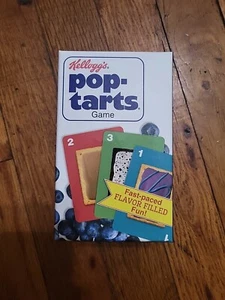 Kellogg's
pop-
tarts
Game
2
3
1
Fast-paced
FLAVOR FILLED
Fun!